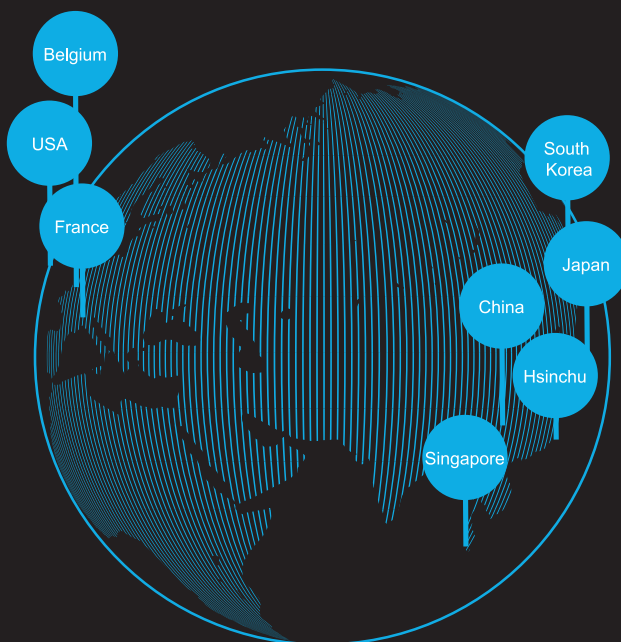 Belgium
USA
France
South
Korea
Japan
China
Hsinchu
Singapore